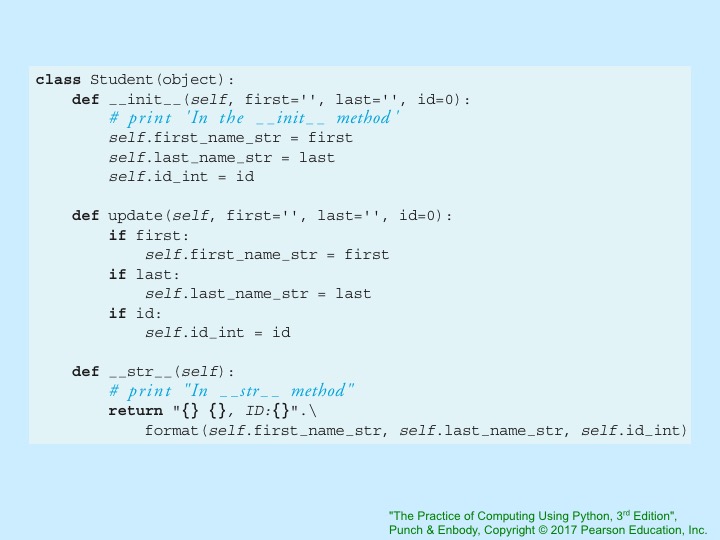 class Student(object):
    def __init__(self, first='', last='', id=0):
        # print 'In the __init__ method'
        self.first_name_str = first
        self.last_name_str = last
        self.id_int = id

    def update(self, first='', last='', id=0):
        if first:
            self.first_name_str = first
        if last:
            self.last_name_str = last
        if id:
            self.id_int = id

    def __str__(self):
        # print "In __str__ method"
        return "{} {}, ID:{}".\
            format(self.first_name_str, self.last_name_str, self.id_int)
"The Practice of Computing Using Python, 3rd Edition",
Punch & Enbody, Copyright © 2017 Pearson Education, Inc.